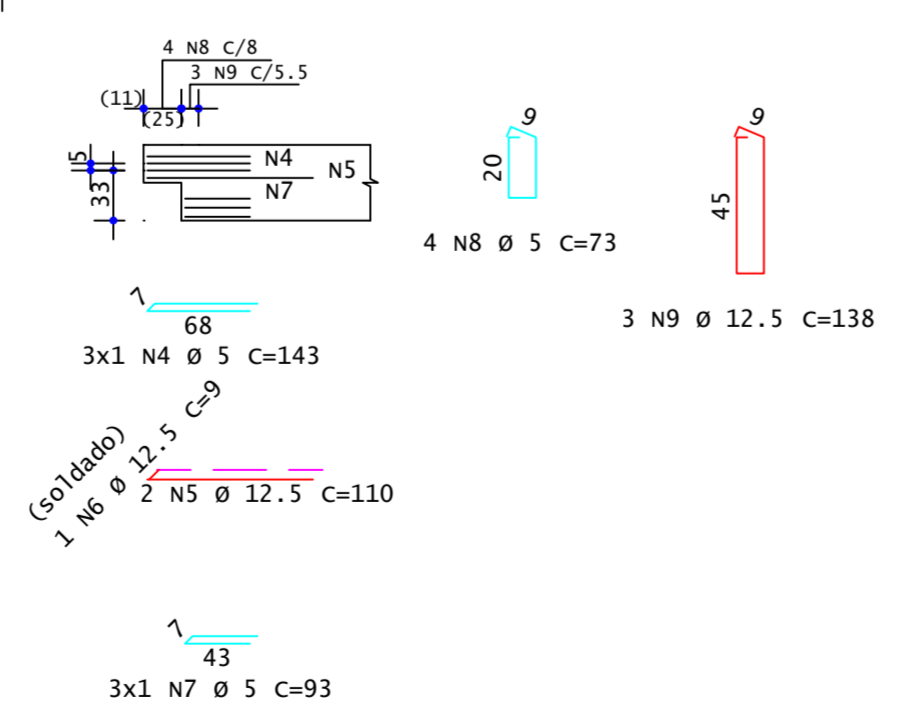 4 N8 C/8
3 N9 C/5.5
(11)
(25)
5
33
N4
N5
N7
9
20
4 N8 Ø 5 C=73
9
45
3 N9 Ø 12.5 C=138
7
68
3x1 N4 Ø 5 C=143
(soldado)
1 N6 Ø 12.5 C=9
2 N5 Ø 12.5 C=110
7
43
3x1 N7 Ø 5 C=93